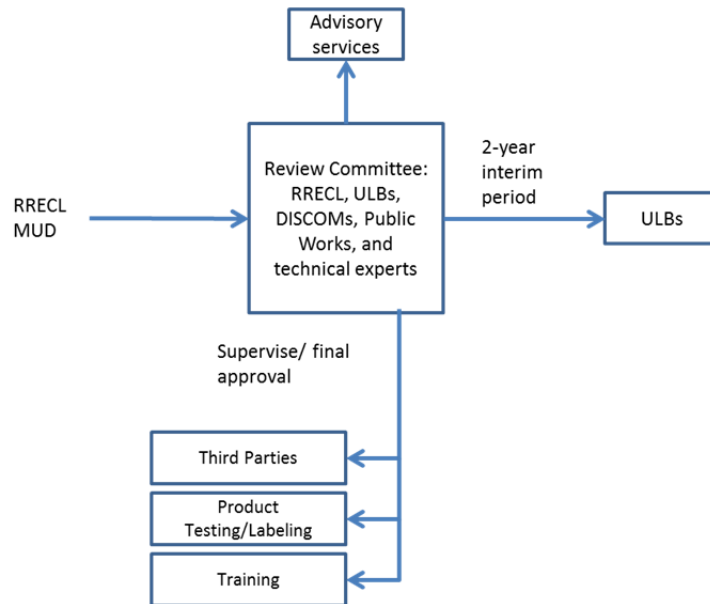 Advisory
services
Review Committee:
RRECL, ULBs,
DISCOMs, Public
Works, and
technical experts
2-year
interim
period
RRECL
MUD
ULBs
Supervise/ final
approval
Third Parties
Product
Testing/Labeling
Training